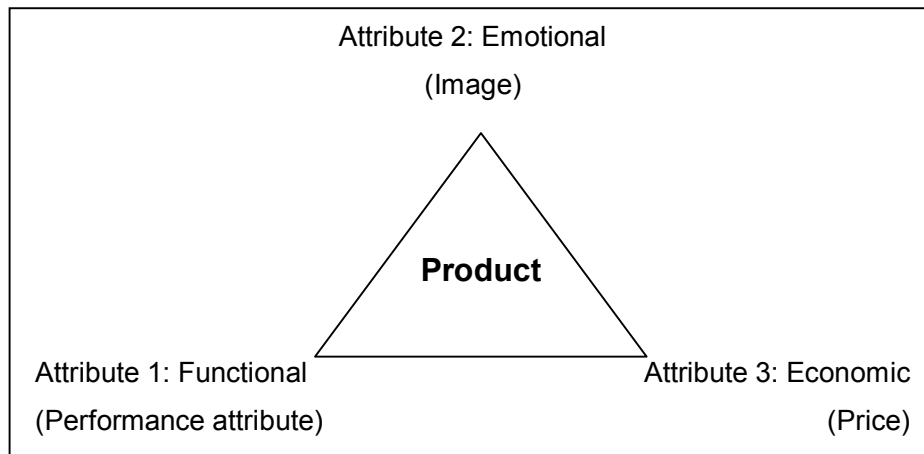 Attribute 2: Emotional
(Image)
Product
Attribute 1: Functional
(Performance attribute)
Attribute 3: Economic
(Price)